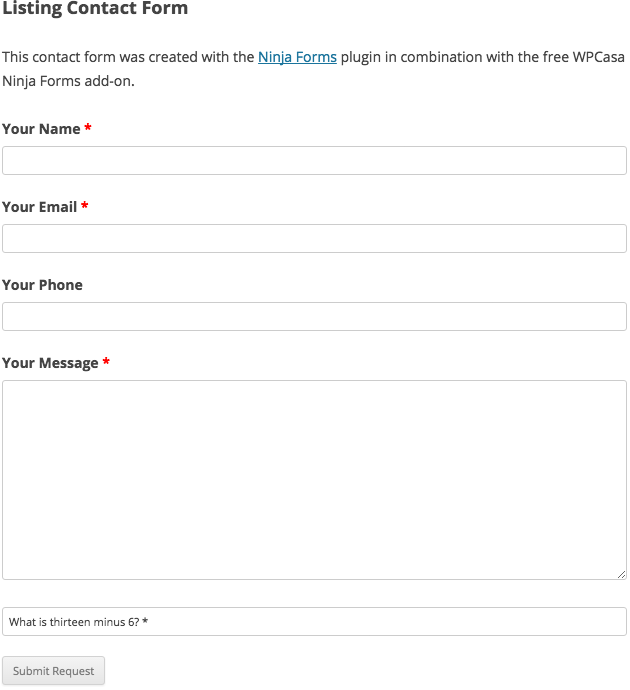 Listing Contact Form
This contact form was created with the Ninja Forms plugin in combination with the free WPCasa
Ninja Forms add-on.
Your Name *
Your Email *
Your Phone
Your Message *
What is thirteen minus 6? *
Submit Request